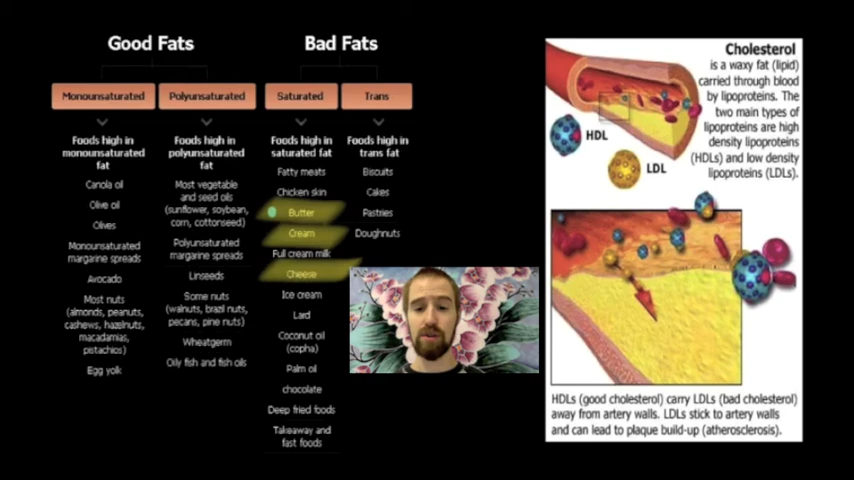 Good Fats
Bad Fats
Monounsaturated
Polyunsaturated
Saturated
Trans
Foods high in
monounsaturated
fat
Canola oil
Olive oil
Olives
Monounsaturated
margarine spreads
Avocado
Most nuts
(almonds, peanuts,
cashews, hazelnuts,
macadamias,
pistachios)
Egg yolk
Foods high in
polyunsaturated
fat
Most vegetable
and seed oils
(sunflower, soybean,
corn, cottonseed)
Polyunsaturated
margarine spreads
Linseeds
Some nuts
(walnuts, brazil nuts,
pecans, pine nuts)
Wheatgerm
Oily fish and fish oils
Foods high in
saturated fat
Fatty meats
Chicken skin
Butter
Cream
Full cream milk
Cheese
Ice cream
Lard
Coconut oil
(copha)
Palm oil
chocolate
Deep fried foods
Takeaway and
fast foods
Foods high in
trans fat
Biscuits
Cakes
Pastries
Doughnuts
Cholesterol
is a waxy fat (lipid)
carried through blood
by lipoproteins. The
two main types of
lipoproteins are high
density lipoproteins
(HDLs) and low density
lipoproteins (LDLs).
HDL
LDL
HDLs (good cholesterol) carry LDLs (bad cholesterol)
away from artery walls. LDLs stick to artery walls
and can lead to plaque build-up (atherosclerosis).